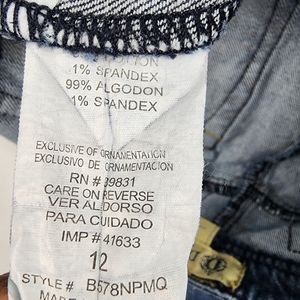 1% SPANDEX
99% ALGODON
1% SPANDEX
EXCLUSIVE OF ORNAMENTATION
EXCLUSIVO DE ORNAMENTACION
RN # 39831
CARE ON REVERSE
VER AL DORSO
PARA CUIDADO
IMP # 41633
12
STYLE # B578NPMQ
MADE